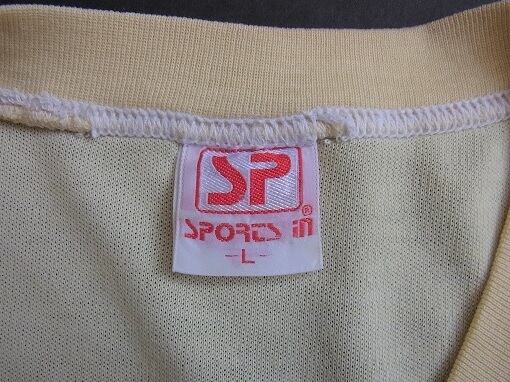 SP
SPORTS iN ®
-L-